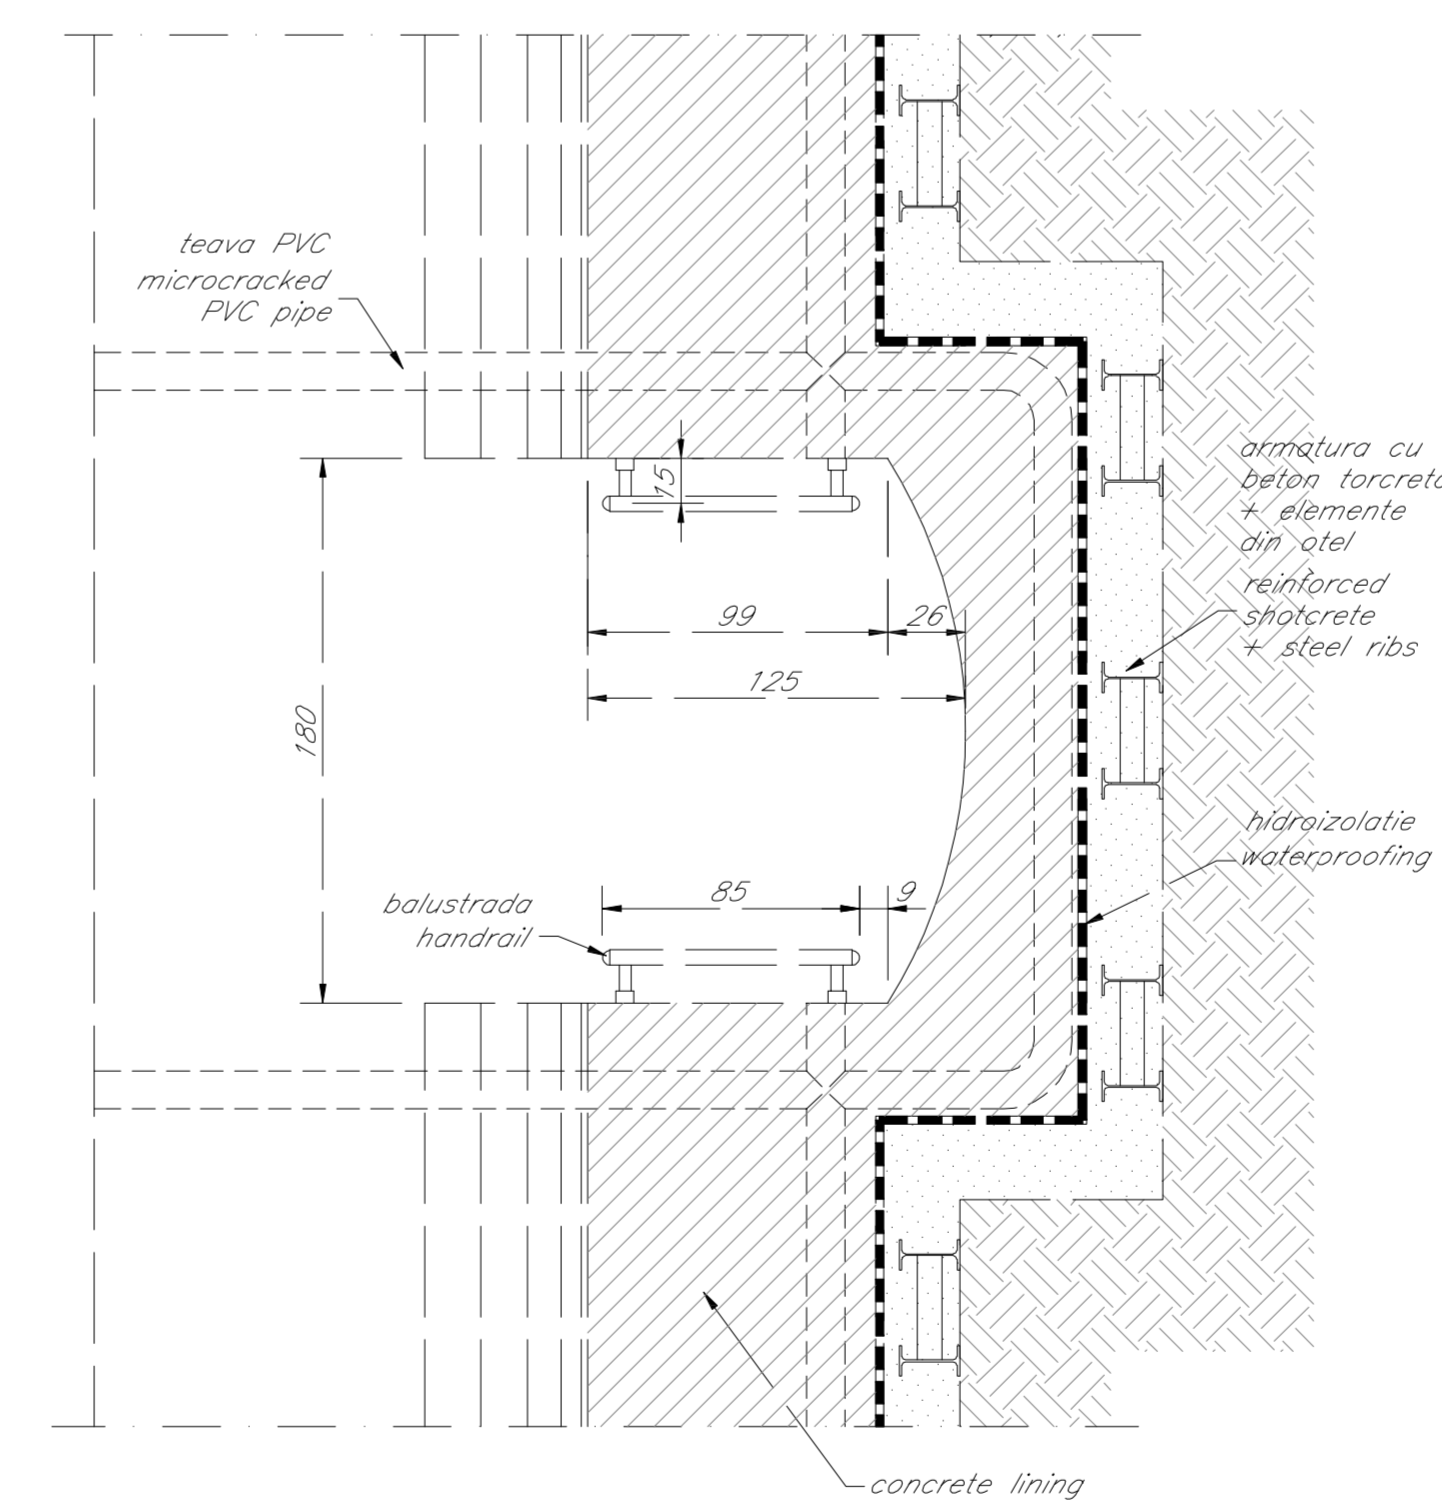 teava PVC
microcracked
PVC pipe
15
armatura cu
beton torcreta
+ elemente
din otel
reinforced
shotcrete
+ steel ribs
99
26
125
180
hidroizolatie
waterproofing
85
9
balustrada
handrail
concrete lining